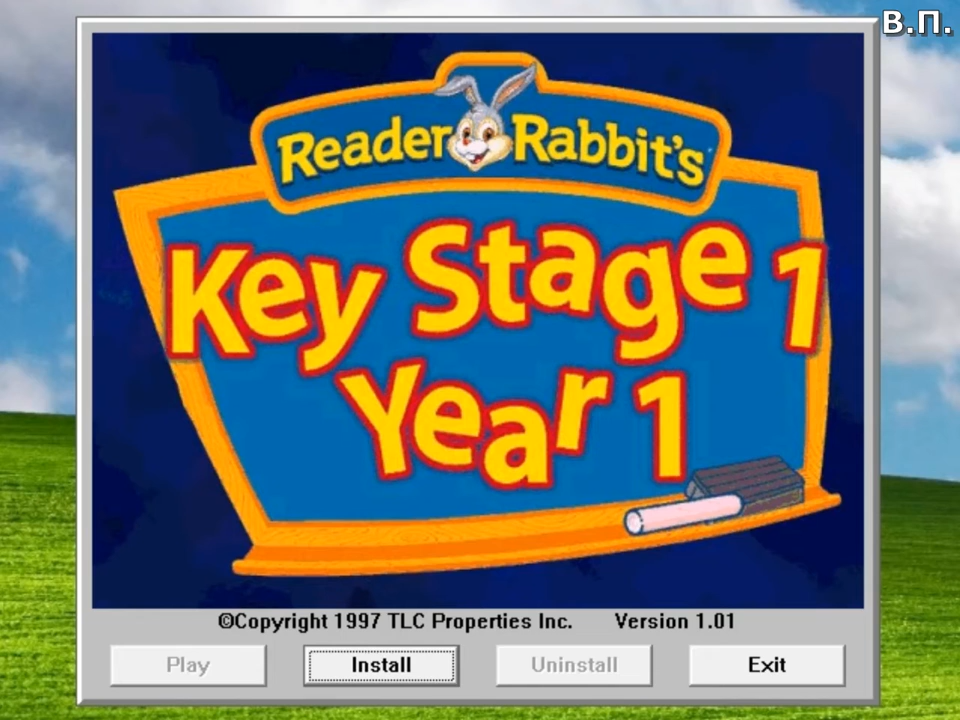 В.П.
Reader Rabbit's
Key Stage 1
Year 1
©Copyright 1997 TLC Properties Inc. Version 1.01
Play Install Uninstall Exit